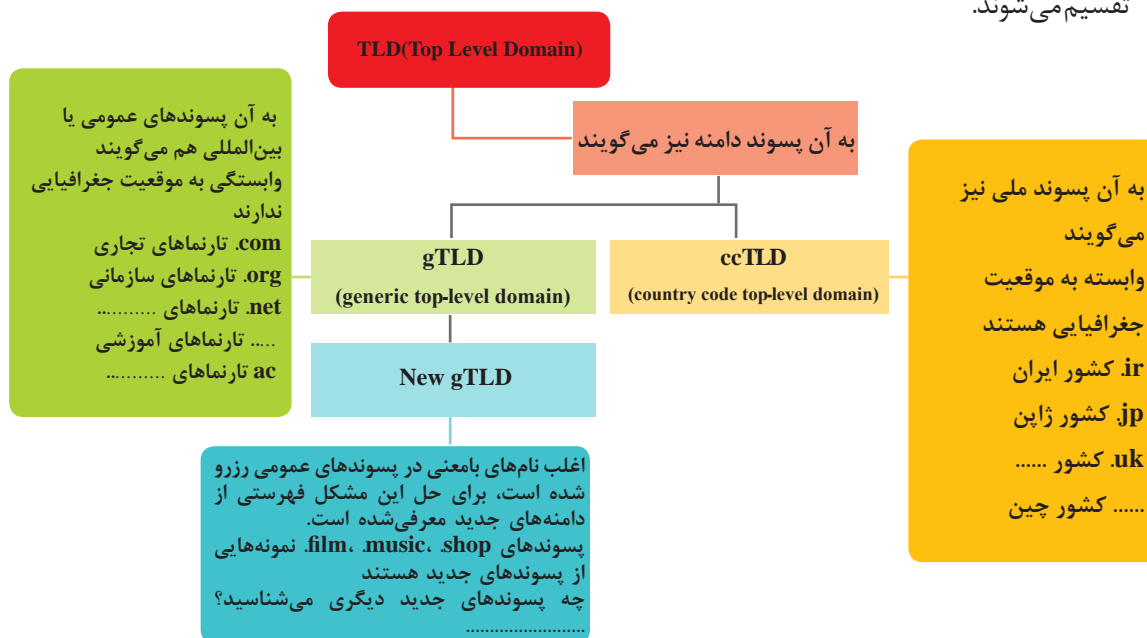 تقسیم می‌شوند.
TLD(Top Level Domain)
به آن پسوند دامنه نیز می‌گویند
به آن پسوندهای عمومی یا
بین‌المللی هم می‌گویند
وابستگی به موقعیت جغرافیایی
ندارند
.com تارنماهای تجاری
.org تارنماهای سازمانی
.net تارنماهای ...........
..... تارنماهای آموزشی
ac تارنماهای ...........
gTLD
(generic top-level domain)
ccTLD
(country code top-level domain)
به آن پسوند ملی نیز
می‌گویند
وابسته به موقعیت
جغرافیایی هستند
.ir کشور ایران
.jp کشور ژاپن
.uk کشور ......
...... کشور چین
New gTLD
اغلب نام‌های بامعنی در پسوندهای عمومی رزرو
شده است، برای حل این مشکل فهرستی از
دامنه‌های جدید معرفی‌شده است.
پسوندهای .film، .music، .shop نمونه‌هایی
از پسوندهای جدید هستند
چه پسوندهای جدید دیگری می‌شناسید؟
.........................